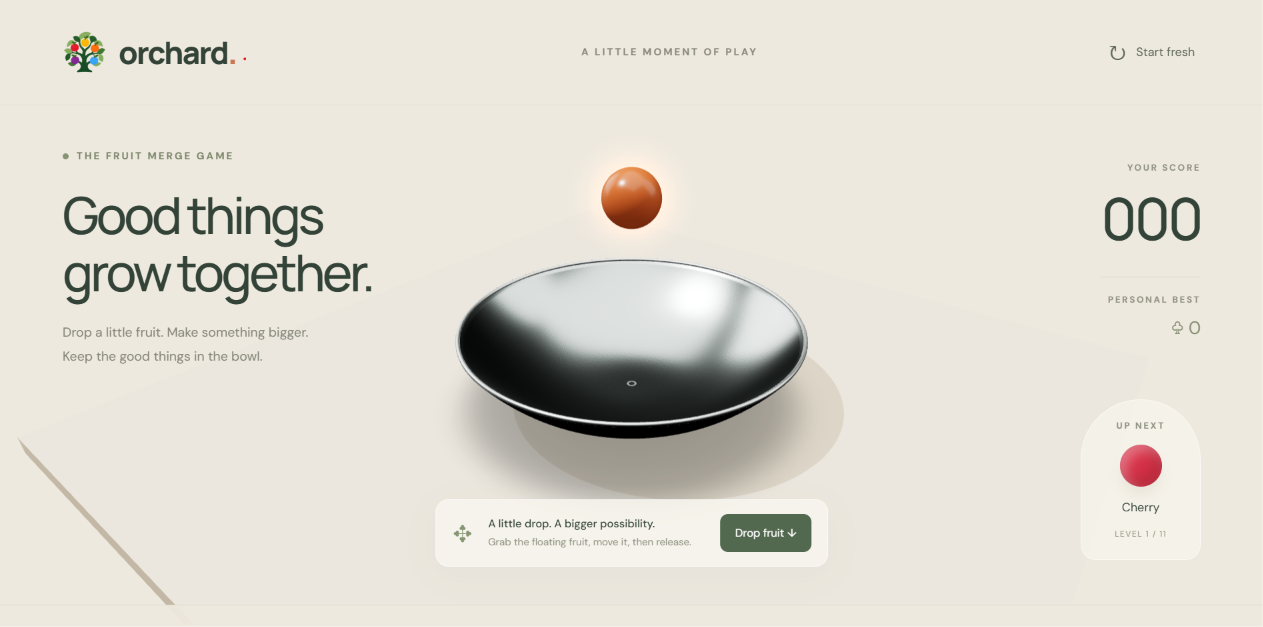 orchard.
A LITTLE MOMENT OF PLAY
Start fresh
THE FRUIT MERGE GAME
Good things
grow together.
Drop a little fruit. Make something bigger.
Keep the good things in the bowl.
YOUR SCORE
000
PERSONAL BEST
0
UP NEXT
Cherry
LEVEL 1 / 11
A little drop. A bigger possibility.
Grab the floating fruit, move it, then release.
Drop fruit ↓